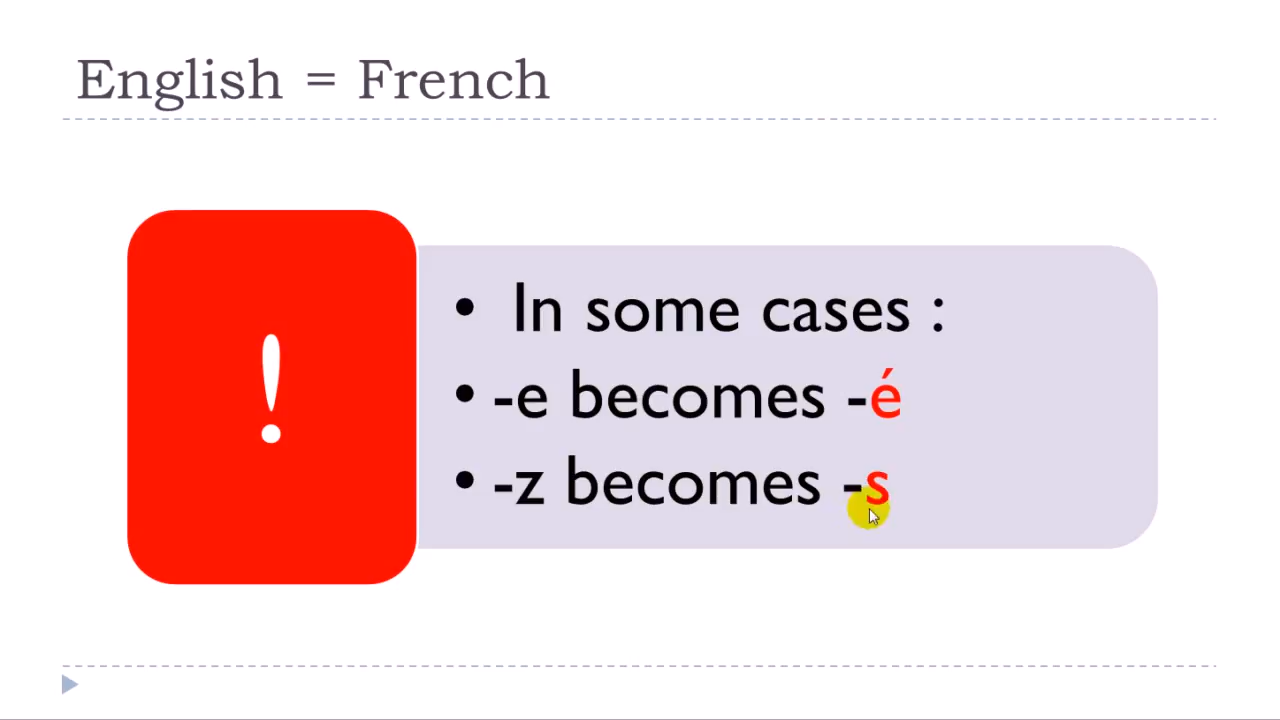 English = French
!
• In some cases :
• -e becomes -é
• -z becomes -s